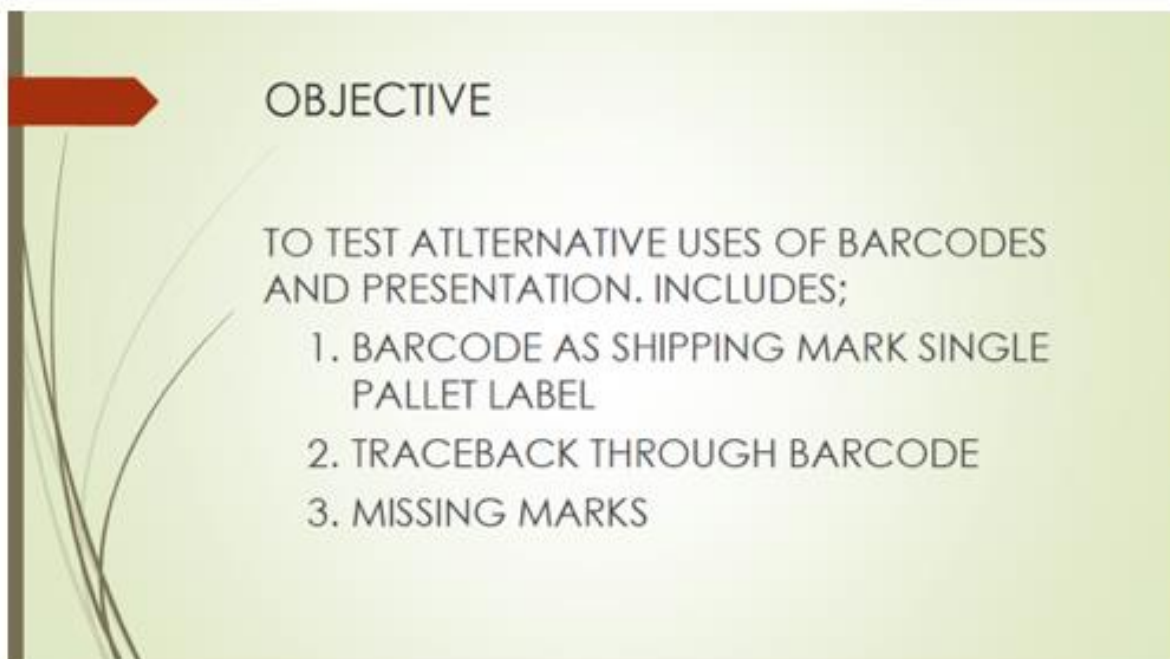 OBJECTIVE
TO TEST ATLTERNATIVE USES OF BARCODES
AND PRESENTATION. INCLUDES;
1. BARCODE AS SHIPPING MARK SINGLE
PALLET LABEL
2. TRACEBACK THROUGH BARCODE
3. MISSING MARKS